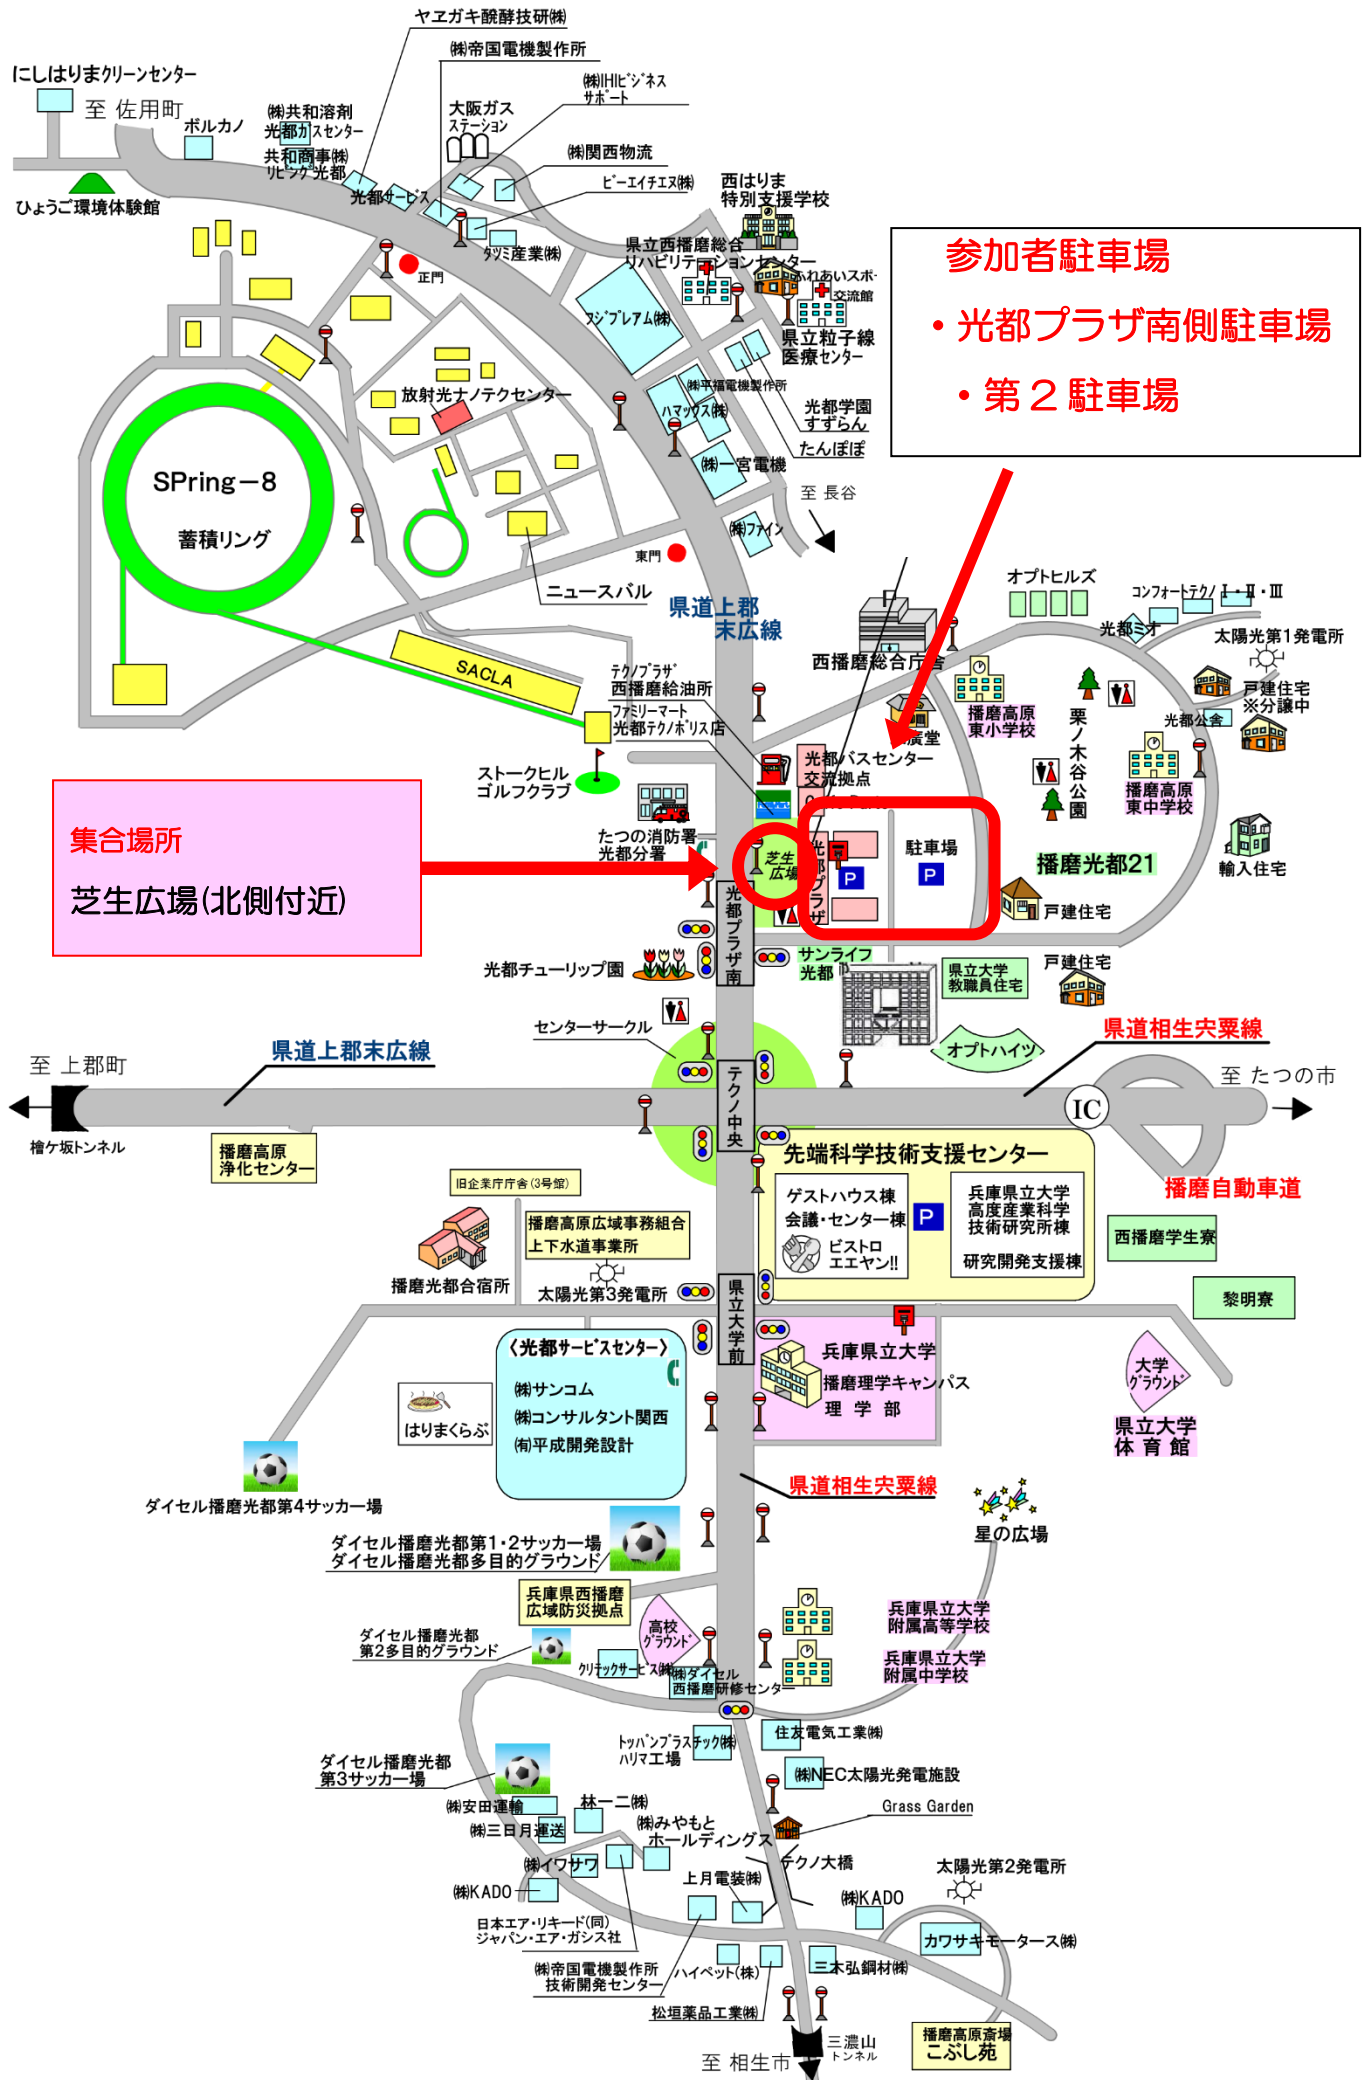 ヤヱガキ醗酵技研㈱
㈱帝国電機製作所
にしはりまクリーンセンター
㈱IHIビジネス
サポート
至 佐用町
ボルカノ
㈱共和溶剤
光都ガスセンター
大阪ガス
ステーション
共和商事㈱
リビング光都
㈱関西物流
光都サービス
ビーエイチエヌ㈱
ひょうご環境体験館
西はりま
特別支援学校
タツミ産業㈱
正門
県立西播磨総合
リハビリテーションセンター
ふれあいスポーツ
交流館
参加者駐車場
・光都プラザ南側駐車場
・第2駐車場
フジプレアム㈱
県立粒子線
医療センター
㈱平福電機製作所
放射光ナノテクセンター
ハマックス㈱
光都学園
すずらん
たんぽぽ
㈱一宮電機
SPring-8
蓄積リング
至 長谷
㈱ファイン
東門
ニュースバル
県道上郡
末広線
オプトヒルズ
コンフォートテクノ Ⅰ・Ⅱ・Ⅲ
光都ミオ
太陽光第1発電所
西播磨総合庁舎
SACLA
テクノプラザ
西播磨給油所
ファミリーマート
光都テクノポリス店
播磨高原
東小学校
栗ノ木谷公園
戸建住宅
※分譲中
光都公舎
廣堂
光都バスセンター
交流拠点
ストークヒル
ゴルフクラブ
播磨高原
東中学校
集合場所
芝生広場(北側付近)
たつの消防署
光都分署
芝生
広場
光都プラザ
P
駐車場
P
播磨光都21
輸入住宅
戸建住宅
光都プラザ南
光都チューリップ園
サンライフ
光都
県立大学
教職員住宅
戸建住宅
センターサークル
オプトハイツ
県道相生宍粟線
至 上郡町
県道上郡末広線
テクノ中央
IC
至 たつの市
檜ケ坂トンネル
播磨高原
浄化センター
先端科学技術支援センター
播磨自動車道
旧企業庁庁舎(3号館)
ゲストハウス棟
会議・センター棟
ビストロ
エエヤン!!
P
兵庫県立大学
高度産業科学
技術研究所棟
研究開発支援棟
西播磨学生寮
播磨高原広域事務組合
上下水道事業所
播磨光都合宿所
太陽光第3発電所
県立大学前
黎明寮
〈光都サービスセンター〉
㈱サンコム
㈱コンサルタント関西
㈲平成開発設計
はりまくらぶ
兵庫県立大学
播磨理学キャンパス
理学部
大学
グラウンド
県立大学
体育館
ダイセル播磨光都第4サッカー場
県道相生宍粟線
星の広場
ダイセル播磨光都第1・2サッカー場
ダイセル播磨光都多目的グラウンド
兵庫県西播磨
広域防災拠点
高校
グラウンド
兵庫県立大学
附属高等学校
ダイセル播磨光都
第2多目的グラウンド
クリテックサービス㈱
㈱ダイセル
西播磨研修センター
兵庫県立大学
附属中学校
トッパンプラスチック㈱
ハリマ工場
住友電気工業㈱
ダイセル播磨光都
第3サッカー場
㈱NEC太陽光発電施設
㈱安田運輸
林一二㈱
Grass Garden
㈱三日月運送
㈱みやもと
ホールディングス
㈱イワサワ
テクノ大橋
㈱KADO
上月電装㈱
太陽光第2発電所
㈱KADO
日本エア・リキード(同)
ジャパン・エア・ガシス社
カワサキモータース㈱
㈱帝国電機製作所
技術開発センター
ハイペット(株)
三木弘鋼材㈱
松垣薬品工業㈱
播磨高原斎場
こぶし苑
三濃山
トンネル
至 相生市